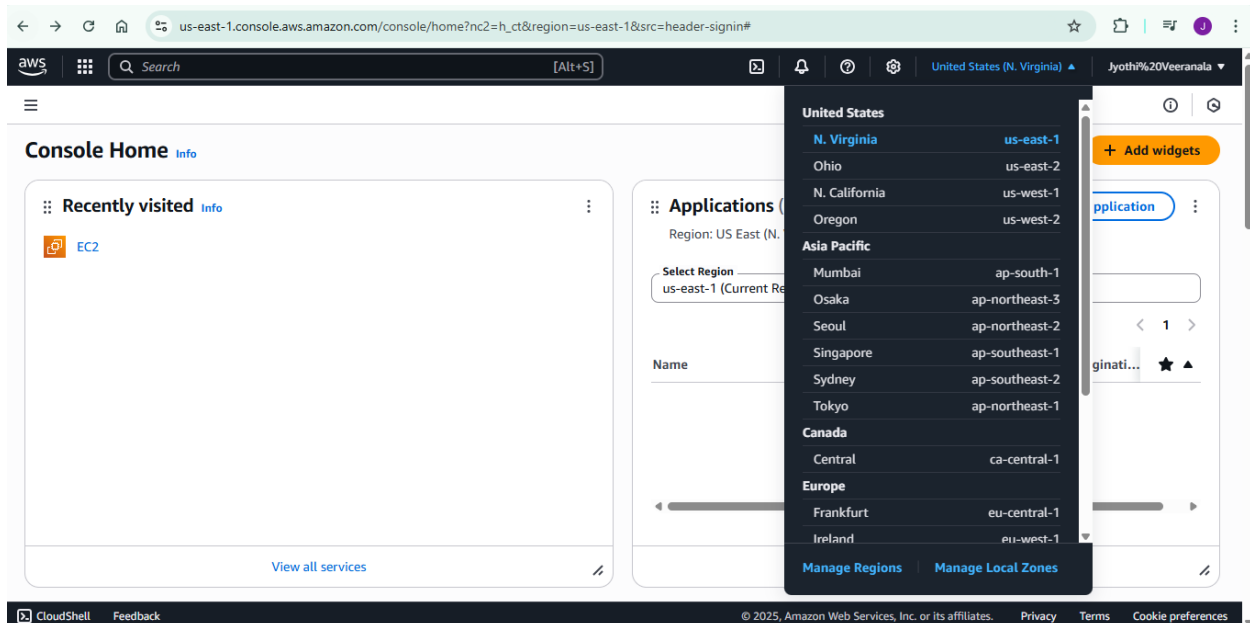 us-east-1.console.aws.amazon.com/console/home?nc2=h_ct&region=us-east-1&src=header-signin#
J
aws
Search [Alt+S]
United States (N. Virginia) ▲
Jyothi%20Veeranala ▼
Console Home Info
+ Add widgets
Recently visited Info
EC2
View all services
Applications (
pplication
Region: US East (N.
Select Region
us-east-1 (Current Re
1
Name
ginati...
United States
N. Virginia us-east-1
Ohio us-east-2
N. California us-west-1
Oregon us-west-2
Asia Pacific
Mumbai ap-south-1
Osaka ap-northeast-3
Seoul ap-northeast-2
Singapore ap-southeast-1
Sydney ap-southeast-2
Tokyo ap-northeast-1
Canada
Central ca-central-1
Europe
Frankfurt eu-central-1
Ireland eu-west-1
Manage Regions
Manage Local Zones
CloudShell Feedback
© 2025, Amazon Web Services, Inc. or its affiliates. Privacy Terms Cookie preferences